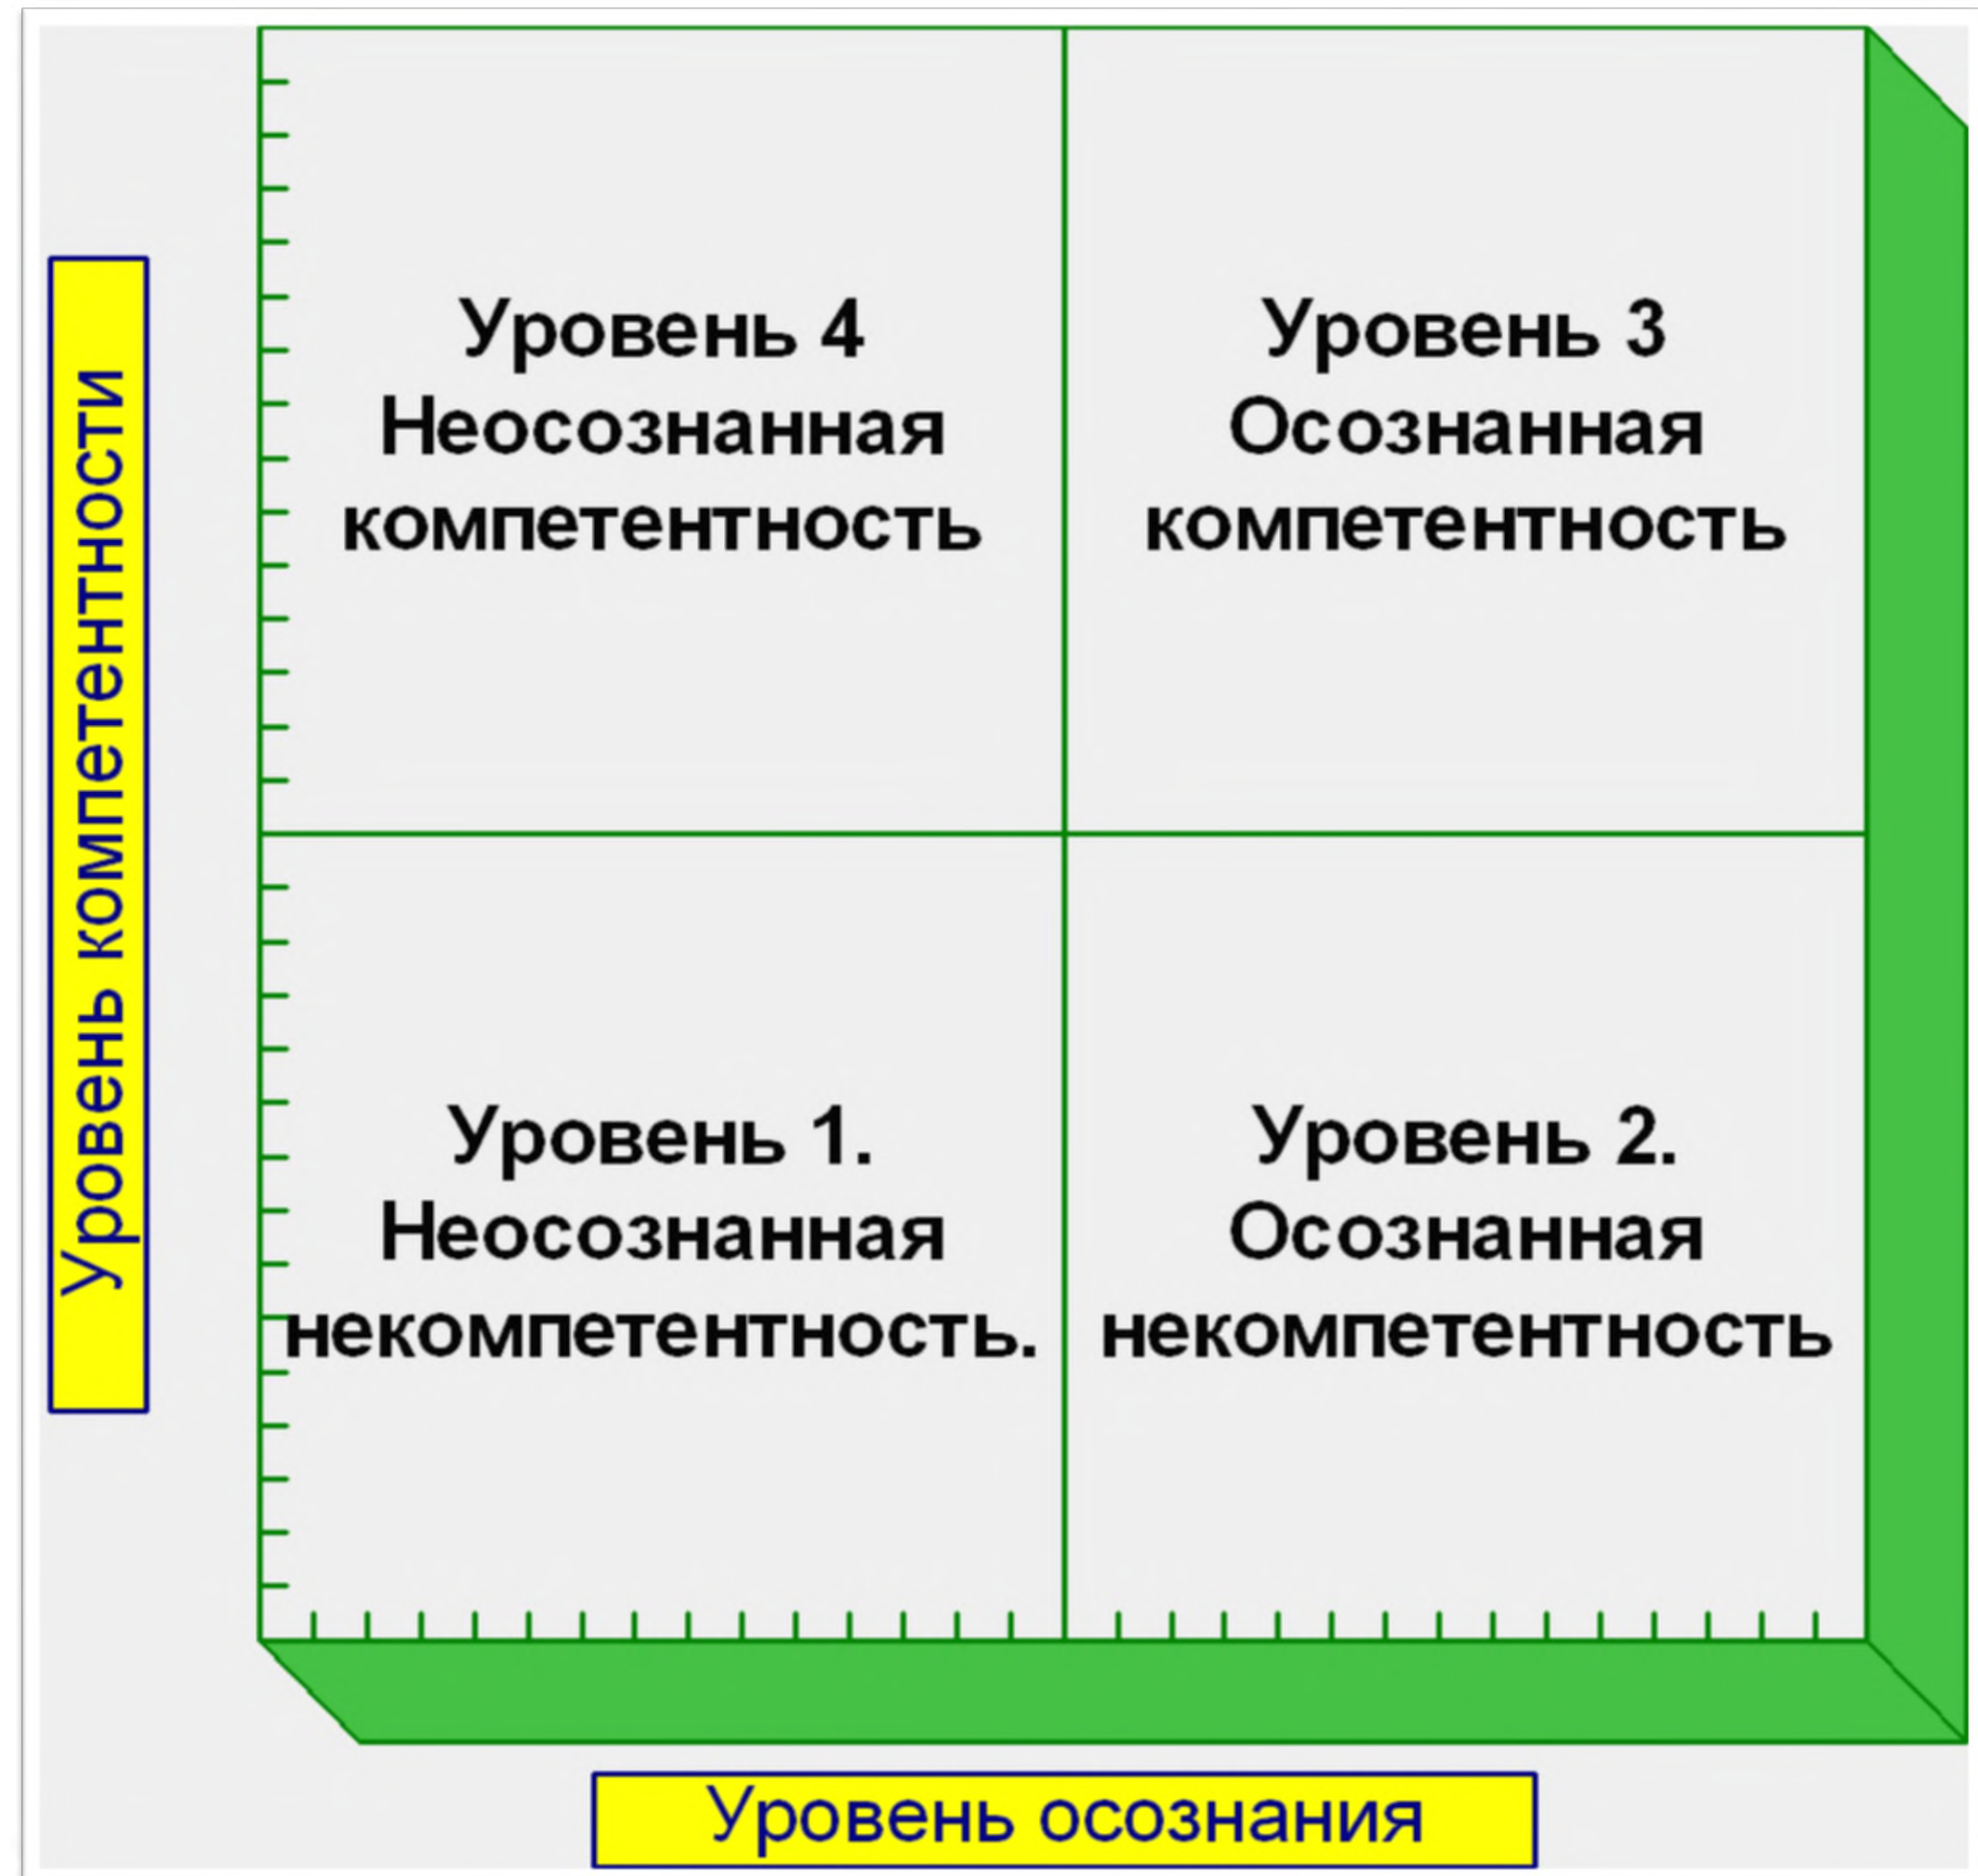 Уровень компетентности
Уровень 4
Неосознанная
компетентность
Уровень 3
Осознанная
компетентность
Уровень 1.
Неосознанная
некомпетентность.
Уровень 2.
Осознанная
некомпетентность
Уровень осознания